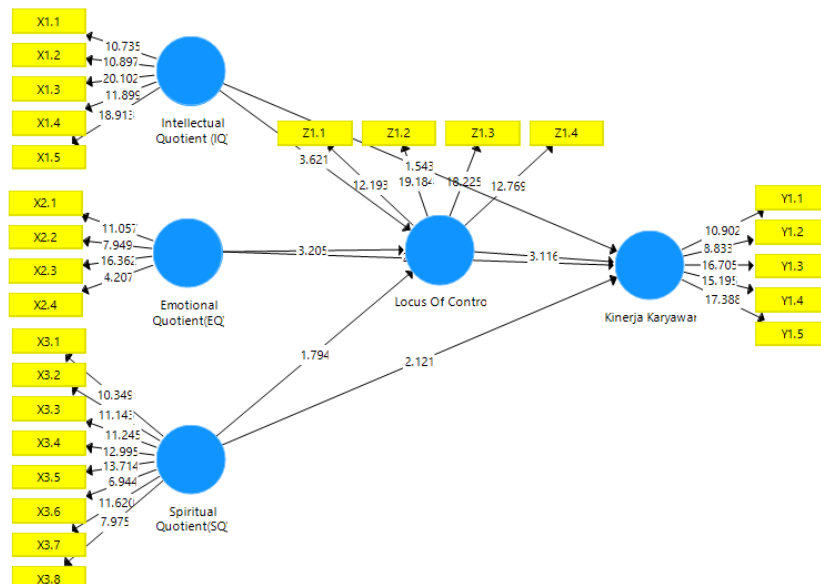 X1.1
X1.2
X1.3
X1.4
X1.5
10.735
10.897
20.102
11.899
18.913
Intellectual
Quotient (IQ)
Z1.1
Z1.2
Z1.3
Z1.4
3.621
1.543
12.193
19.184
18.225
12.769
X2.1
X2.2
X2.3
X2.4
11.057
7.949
16.362
4.207
Emotional
Quotient(EQ)
3.205
3.116
Locus Of Contro
Y1.1
Y1.2
Y1.3
Y1.4
Y1.5
10.902
8.833
16.705
15.195
17.388
Kinerja Karyawar
1.794
2.121
X3.1
X3.2
X3.3
X3.4
X3.5
X3.6
X3.7
X3.8
10.349
11.143
11.245
12.995
13.714
6.944
11.620
7.975
Spiritual
Quotient(SQ)